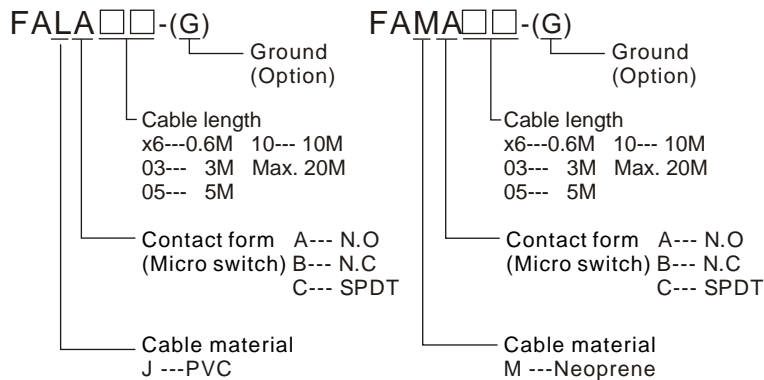 FALA□□-(G)
Ground
(Option)
Cable length
x6---0.6M 10--- 10M
03--- 3M Max. 20M
05--- 5M
Contact form A--- N.O
(Micro switch) B--- N.C
C--- SPDT
Cable material
J ---PVC
FAMA□□-(G)
Ground
(Option)
Cable length
x6---0.6M 10--- 10M
03--- 3M Max. 20M
05--- 5M
Contact form A--- N.O
(Micro switch) B--- N.C
C--- SPDT
Cable material
M ---Neoprene